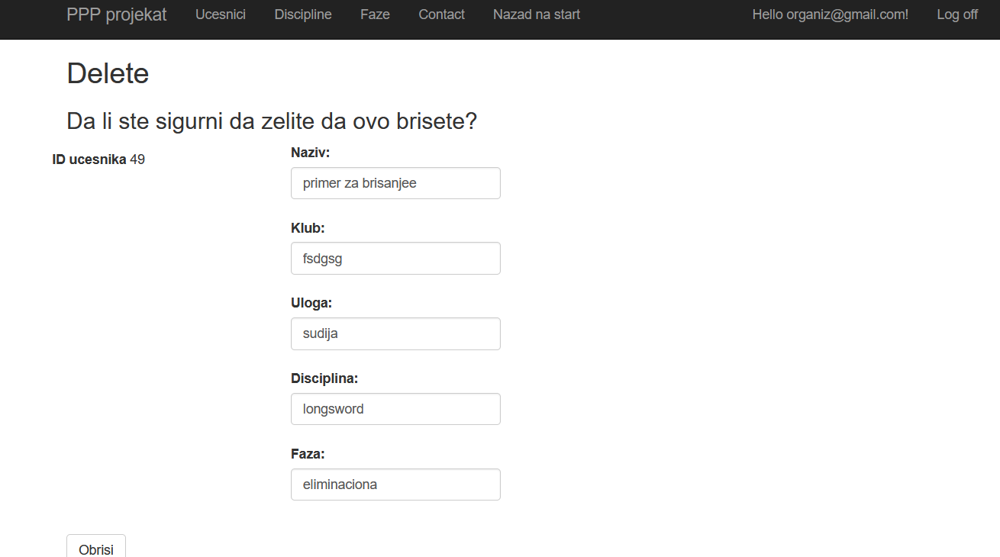 PPP projekat Ucesnici Discipline Faze Contact Nazad na start Hello organiz@gmail.com! Log off
Delete
Da li ste sigurni da zelite da ovo brisete?
ID ucesnika 49
Naziv:
primer za brisanjee
Klub:
fsdgsg
Uloga:
sudija
Disciplina:
longsword
Faza:
eliminaciona
Obrisi